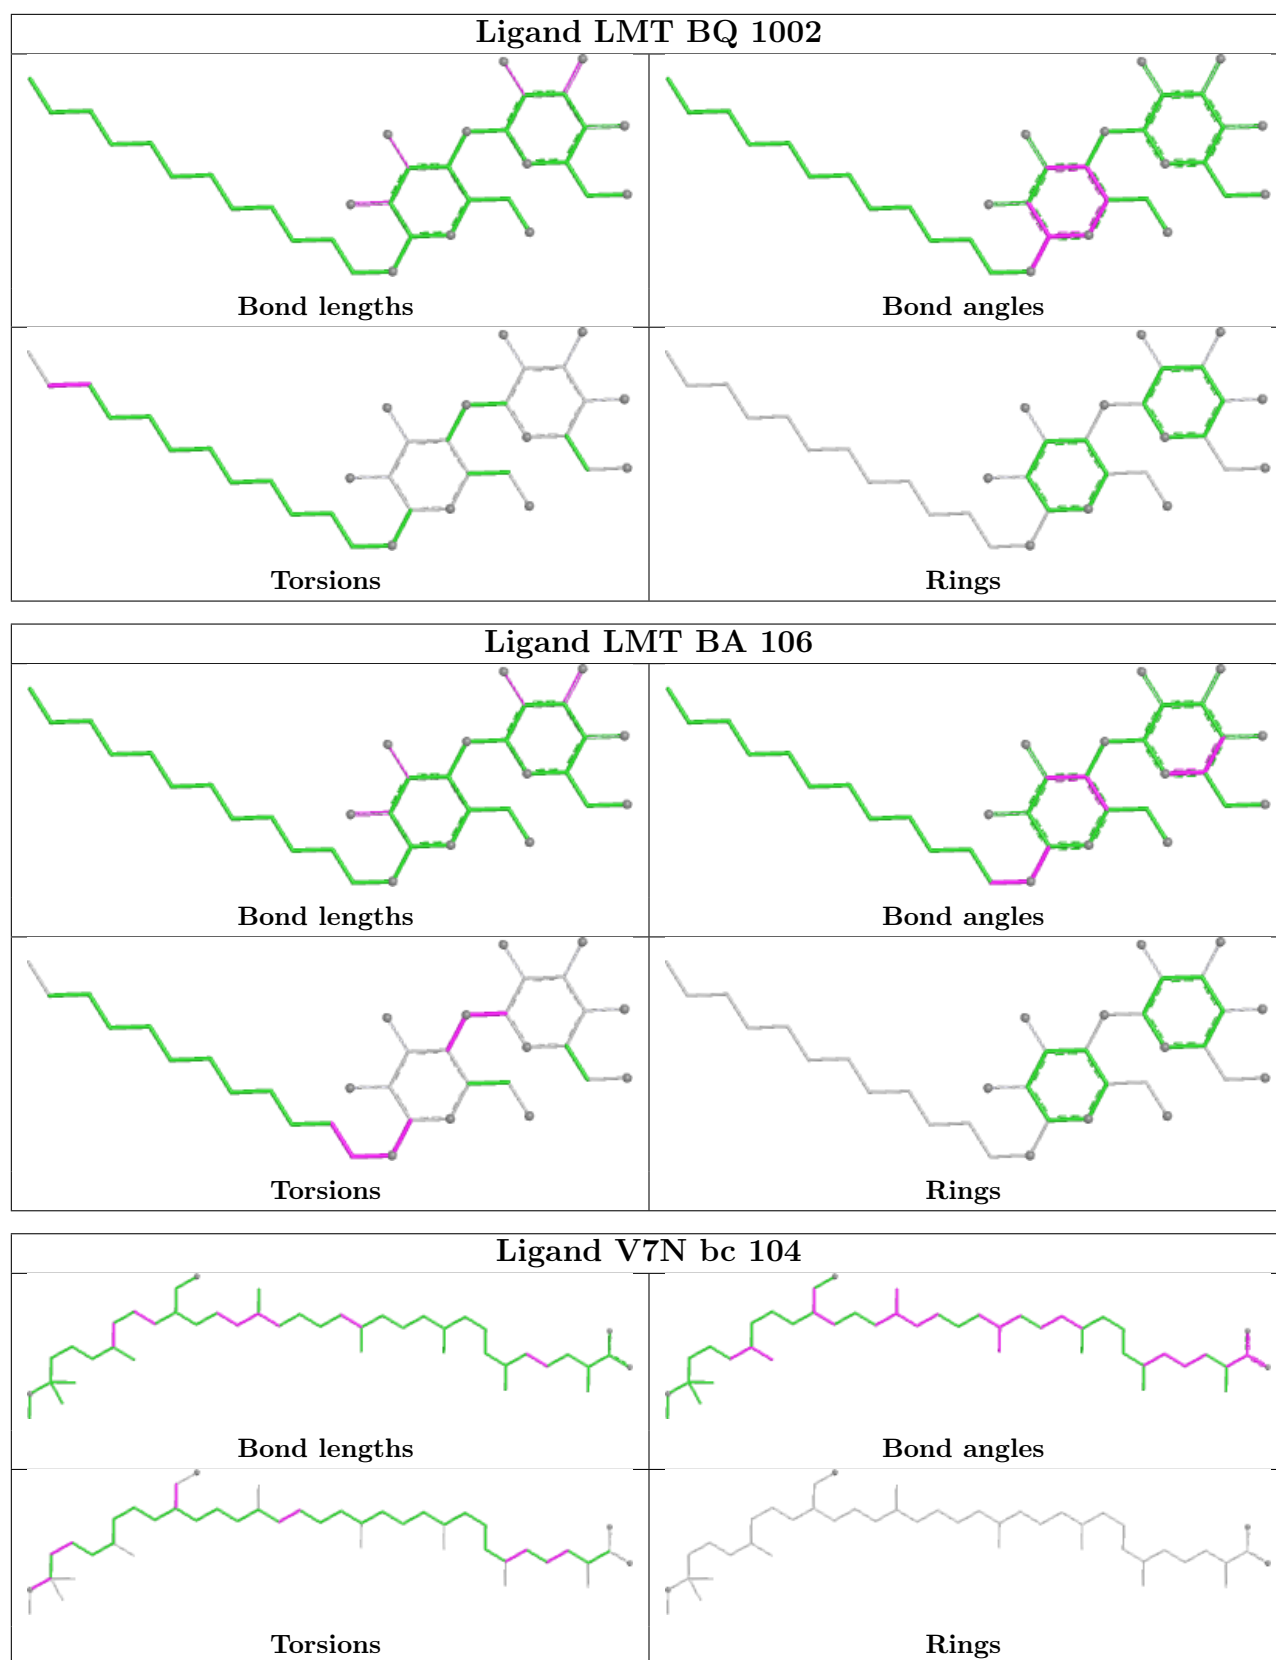 Ligand LMT BQ 1002
Bond lengths
Bond angles
Torsions
Rings
Ligand LMT BA 106
Bond lengths
Bond angles
Torsions
Rings
Ligand V7N bc 104
Bond lengths
Bond angles
Torsions
Rings